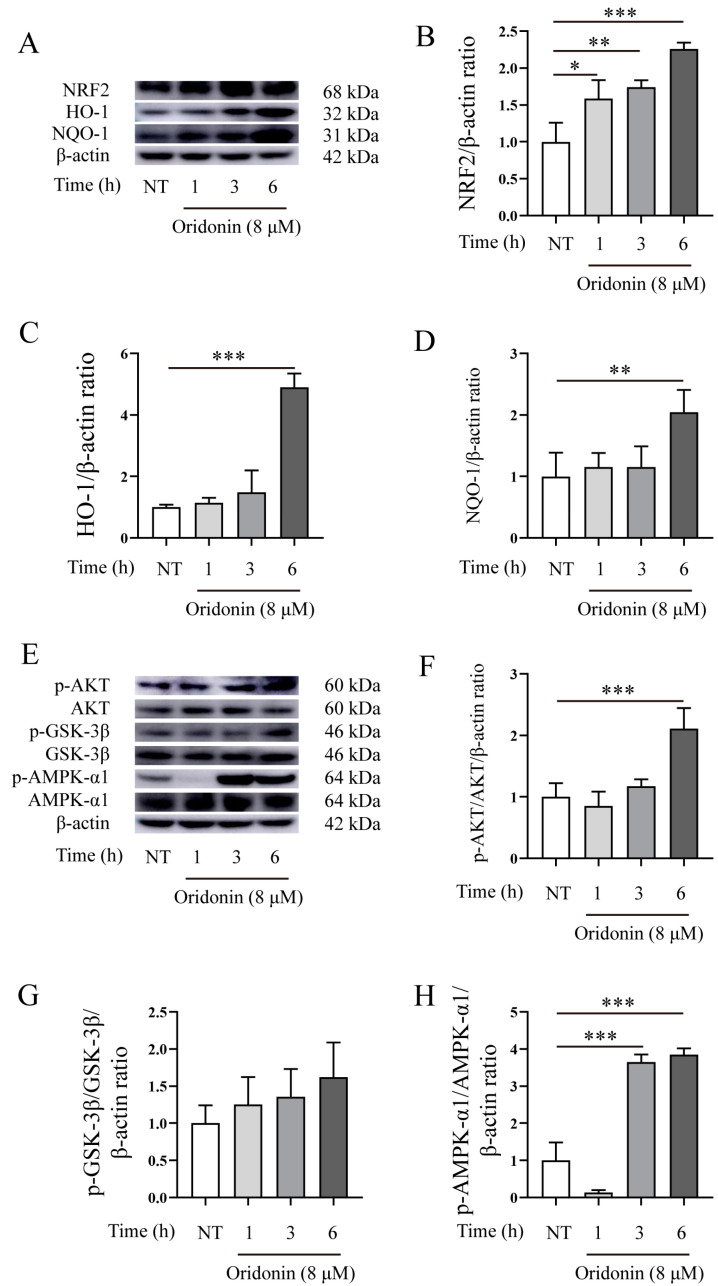 A
NRF2 68 kDa
HO-1 32 kDa
NQO-1 31 kDa
β-actin 42 kDa
Time (h) NT 1 3 6
Oridonin (8 μM)
B
NRF2/β-actin ratio
***
**
*
2.5
2.0
1.5
1.0
0.5
0.0
Time (h) NT 1 3 6
Oridonin (8 μM)
C
HO-1/β-actin ratio
***
6
4
2
0
Time (h) NT 1 3 6
Oridonin (8 μM)
D
NQO-1/β-actin ratio
**
3
2
1
0
Time (h) NT 1 3 6
Oridonin (8 μM)
E
p-AKT 60 kDa
AKT 60 kDa
p-GSK-3β 46 kDa
GSK-3β 46 kDa
p-AMPK-α1 64 kDa
AMPK-α1 64 kDa
β-actin 42 kDa
Time (h) NT 1 3 6
Oridonin (8 μM)
F
p-AKT/AKT/β-actin ratio
***
3
2
1
0
Time (h) NT 1 3 6
Oridonin (8 μM)
G
p-GSK-3β/GSK-3β/
β-actin ratio
2.5
2.0
1.5
1.0
0.5
0.0
Time (h) NT 1 3 6
Oridonin (8 μM)
H
p-AMPK-α1/AMPK-α1/
β-actin ratio
***
***
5
4
3
2
1
0
Time (h) NT 1 3 6
Oridonin (8 μM)